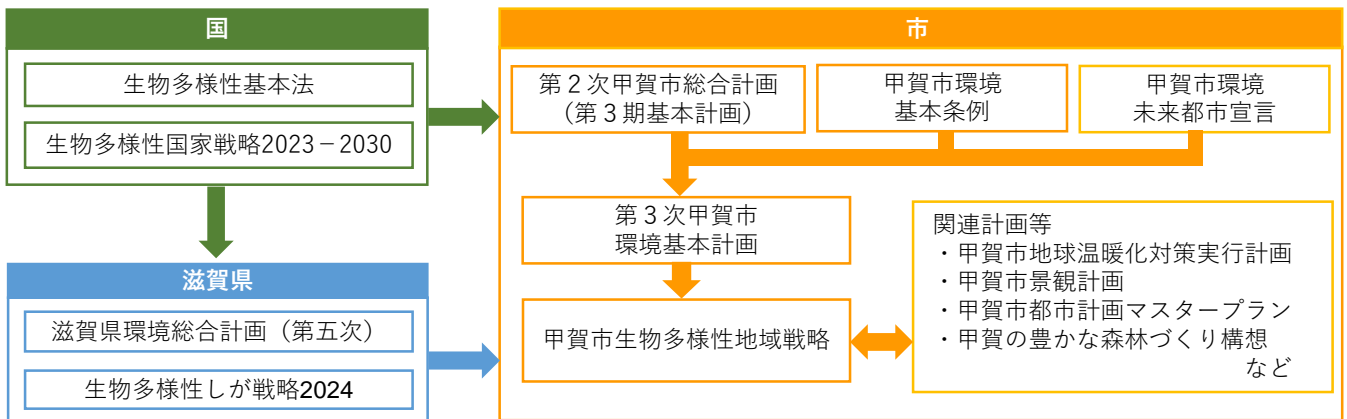 国
生物多様性基本法
生物多様性国家戦略2023－2030
滋賀県
滋賀県環境総合計画（第五次）
生物多様性しが戦略2024
市
第２次甲賀市総合計画
（第３期基本計画）
甲賀市環境
基本条例
甲賀市環境
未来都市宣言
第３次甲賀市
環境基本計画
甲賀市生物多様性地域戦略
関連計画等
・甲賀市地球温暖化対策実行計画
・甲賀市景観計画
・甲賀市都市計画マスタープラン
・甲賀の豊かな森林づくり構想
など